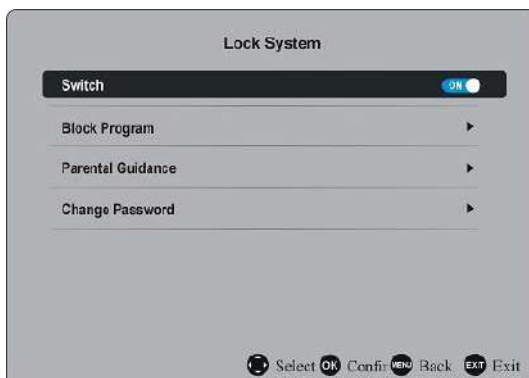 Lock System
Switch ON
Block Program
Parental Guidance
Change Password
Select OK Confir MENU Back EXIT Exit